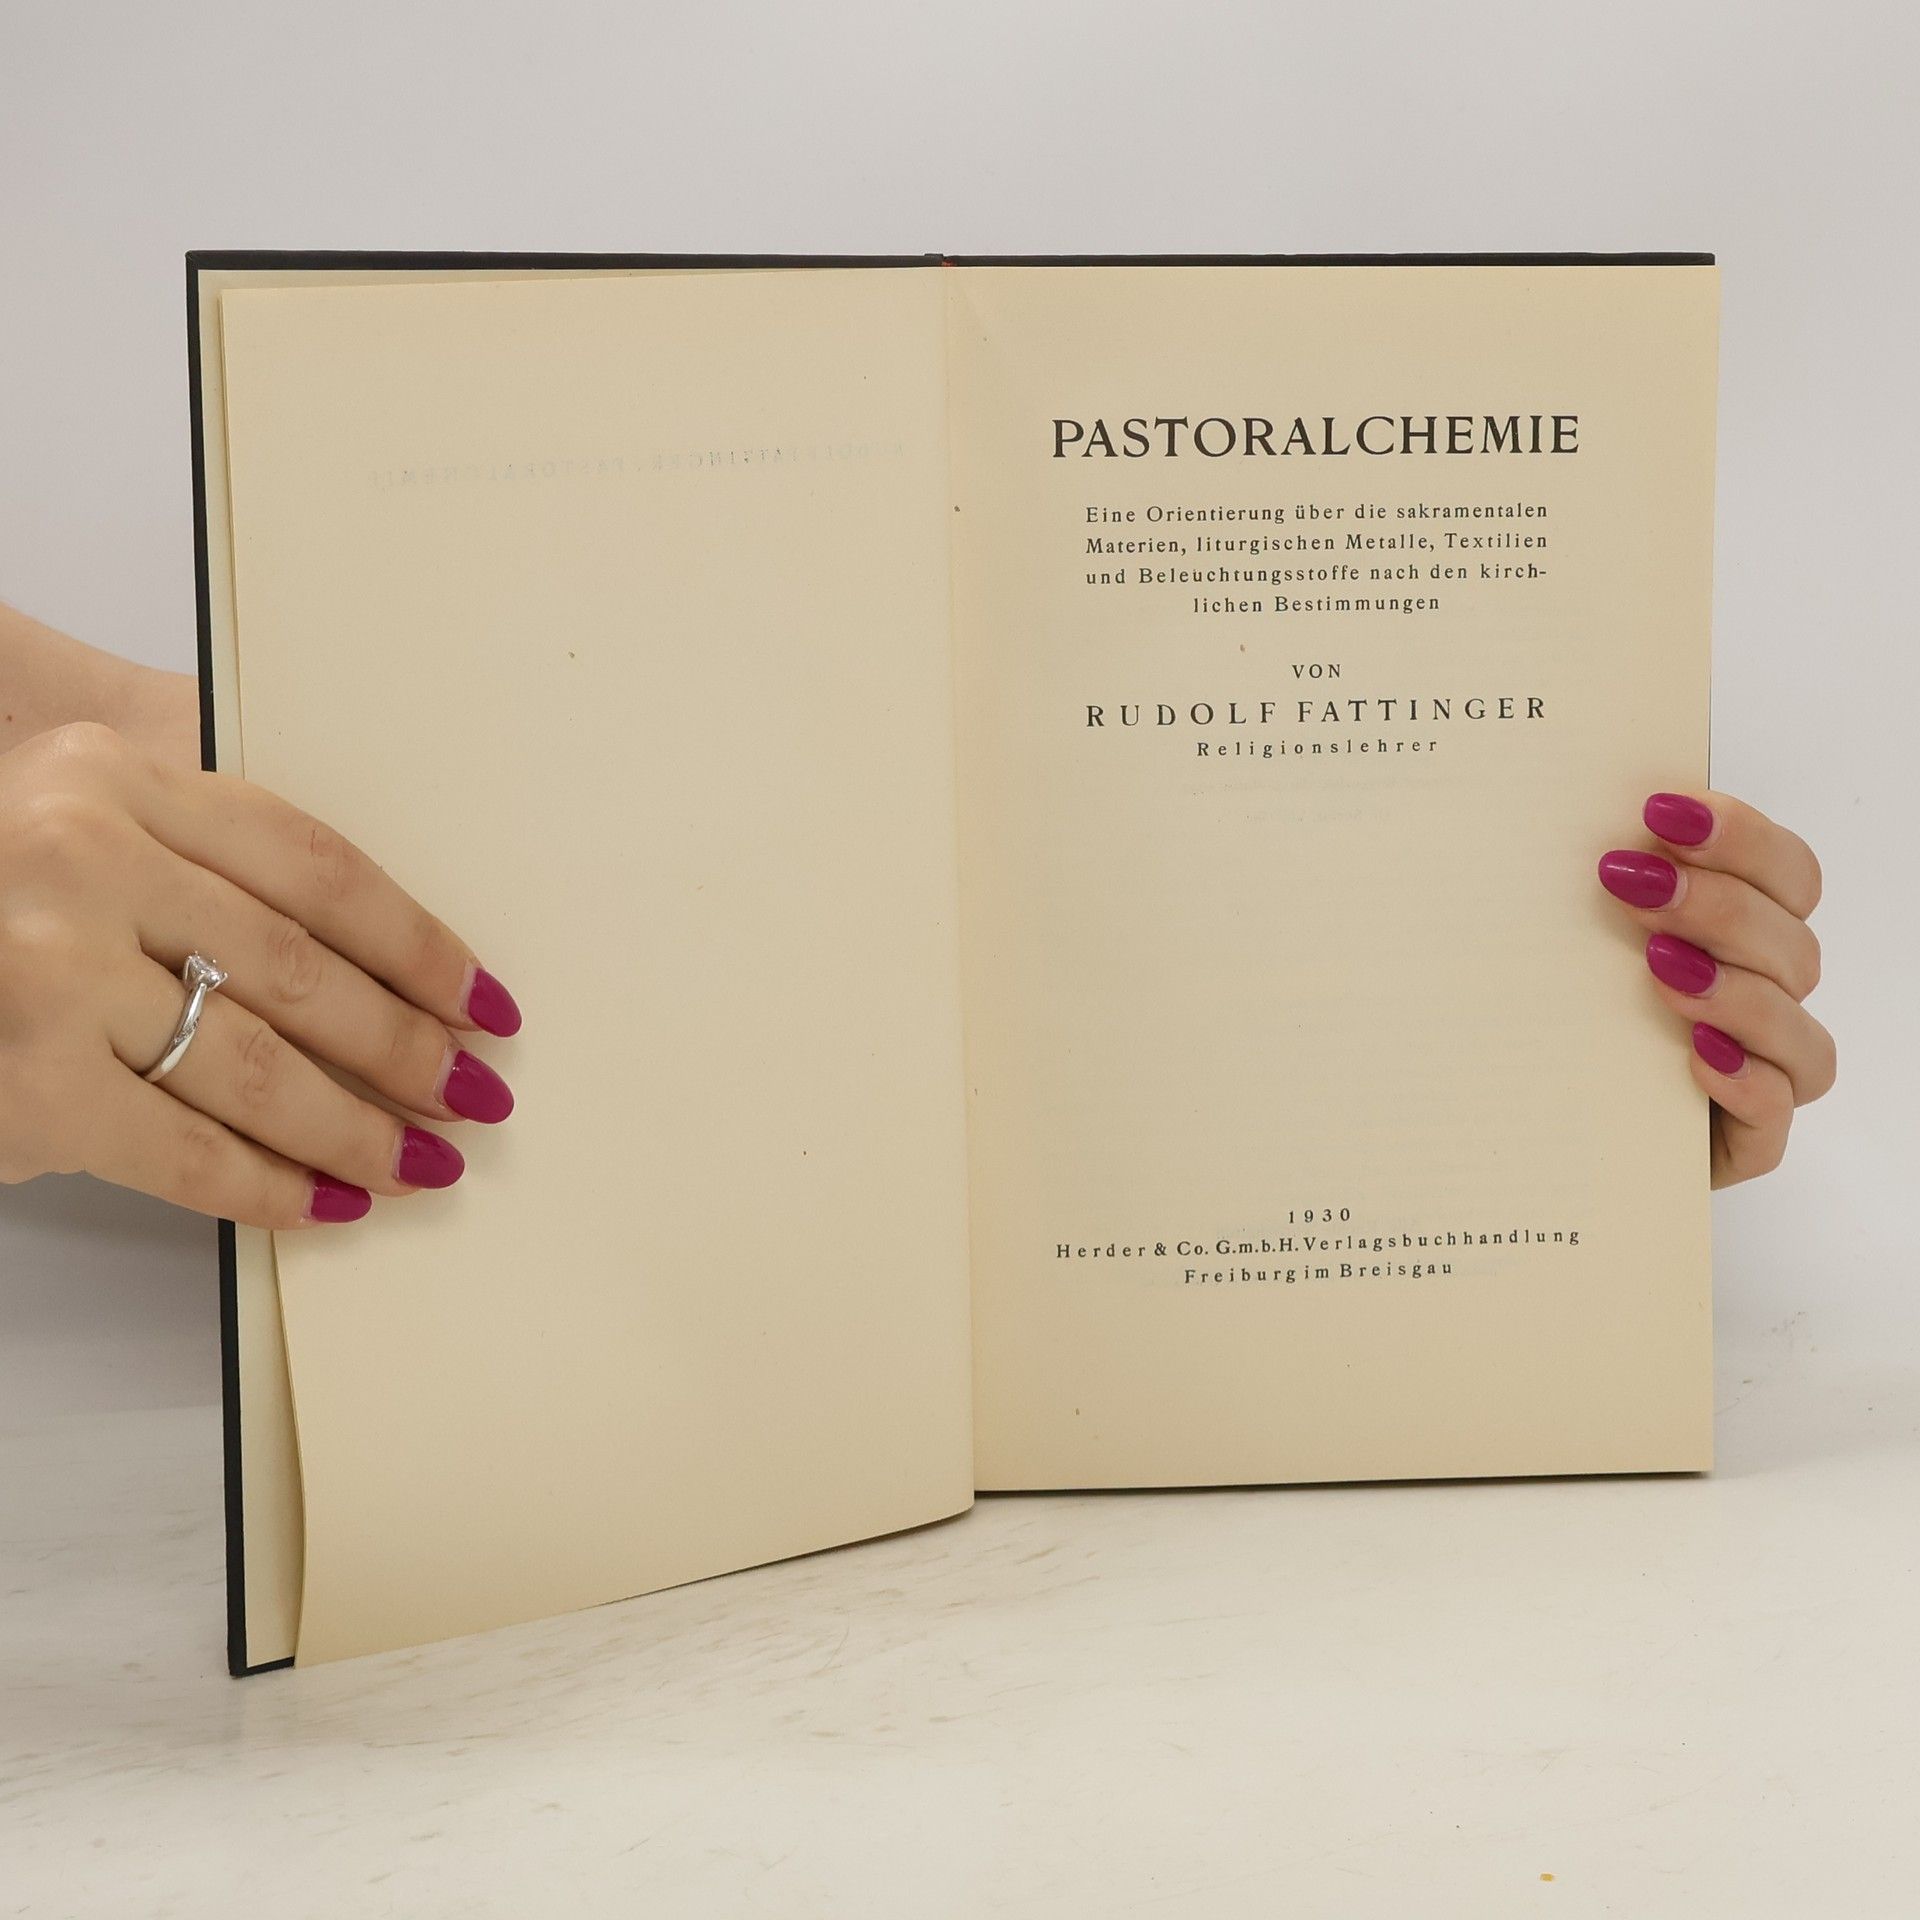 PASTORALCHEMIE
Eine Orientierung über die sakramentalen
Materien, liturgischen Metalle, Textilien
und Beleuchtungsstoffe nach den kirch-
lichen Bestimmungen
VON
RUDOLF FATTINGER
Religionslehrer
1930
Herder & Co. G.m.b.H. Verlagsbuchhandlung
Freiburg im Breisgau